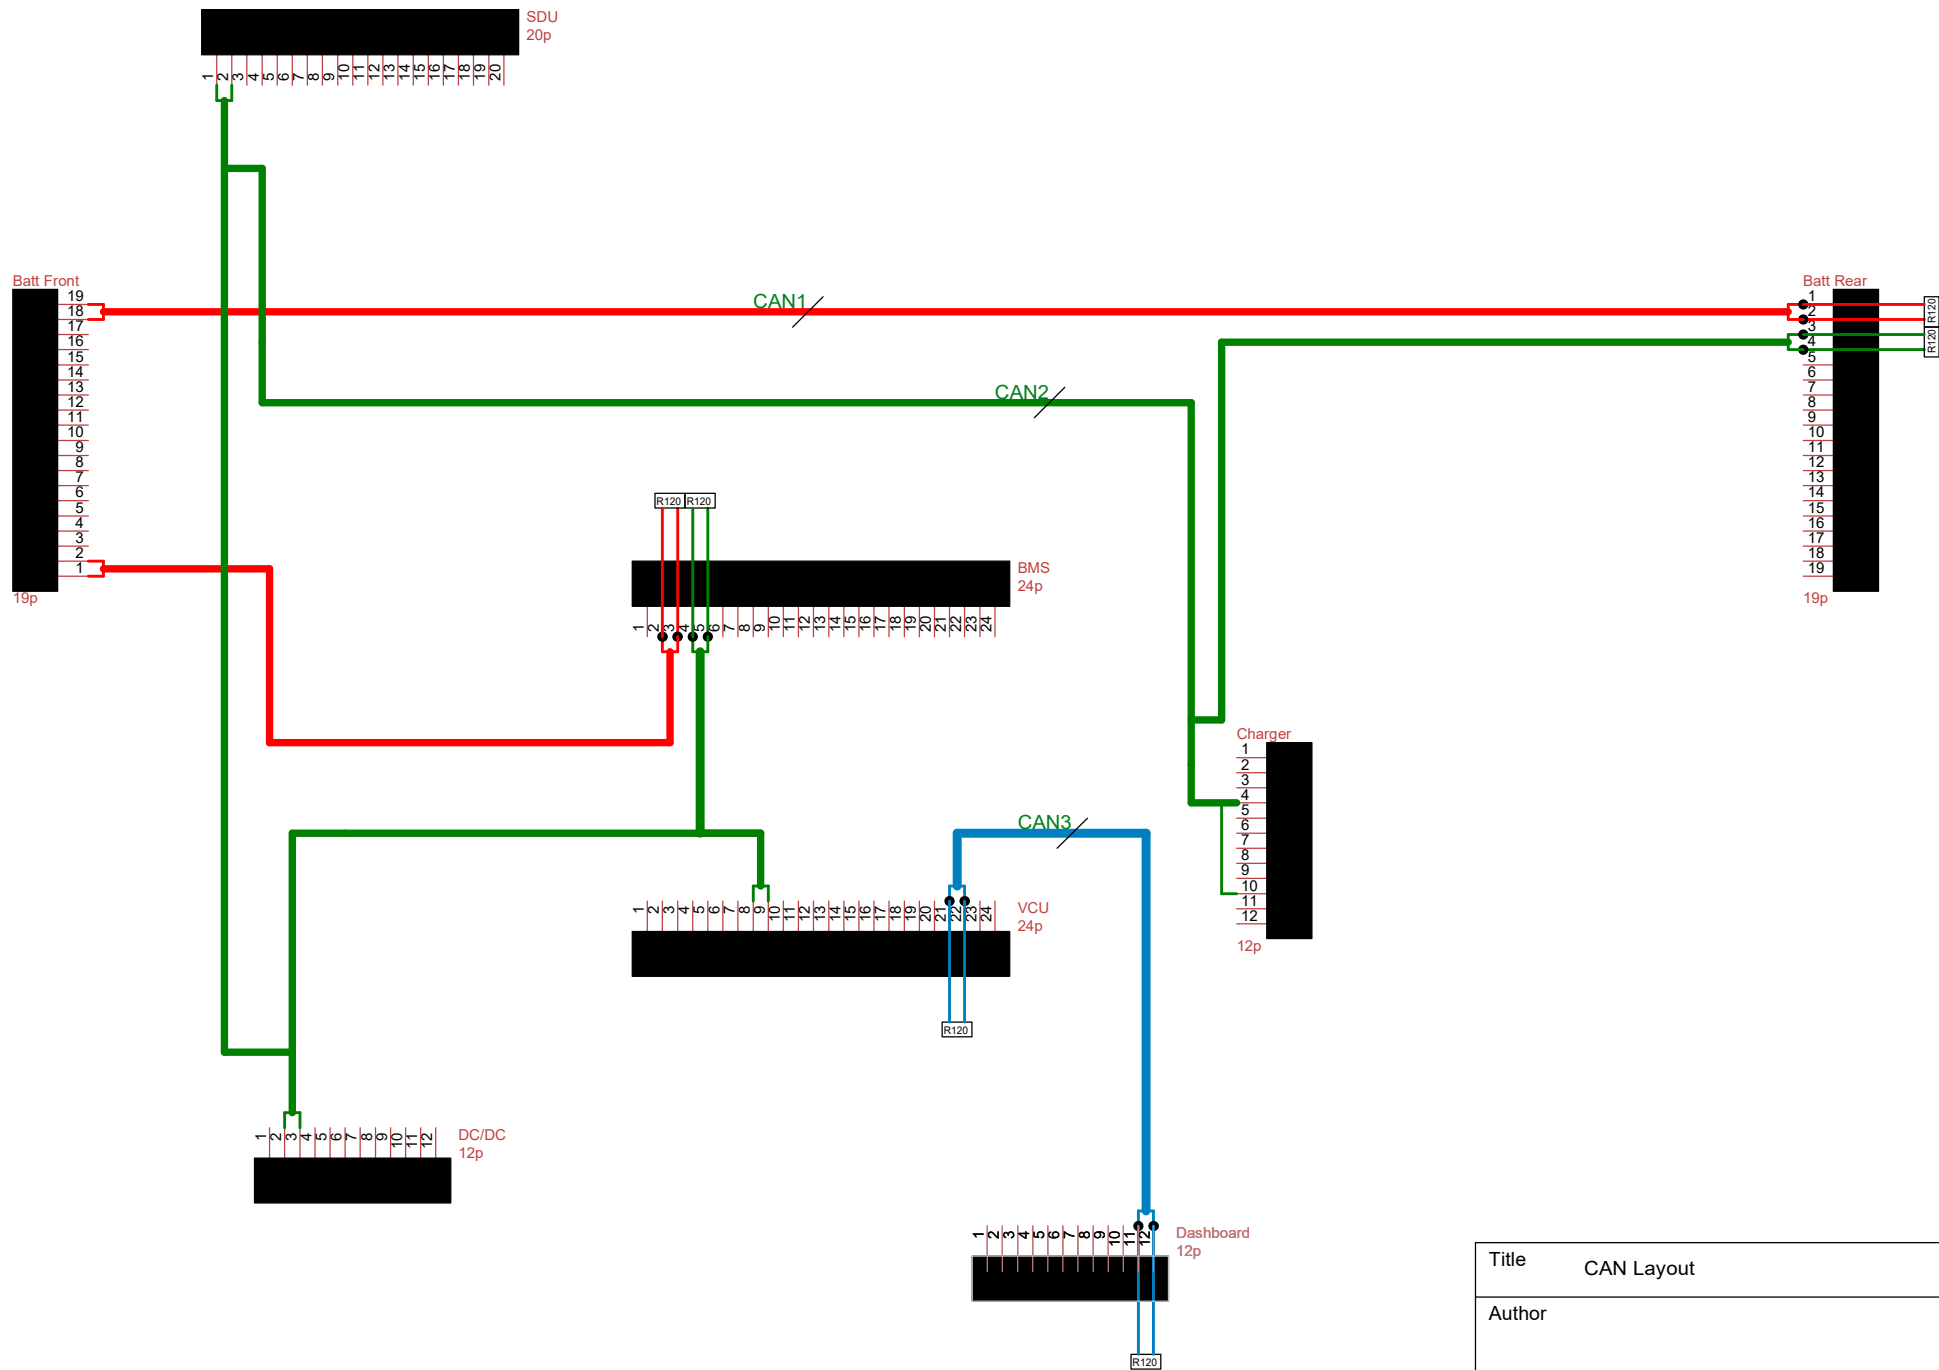 SDU
20p
1 2 3 4 5 6 7 8 9 10 11 12 13 14 15 16 17 18 19 20
Batt Front
19
18
17
16
15
14
13
12
11
10
9
8
7
6
5
4
3
2
1
19p
CAN1
CAN2
Batt Rear
1
2
3
4
5
6
7
8
9
10
11
12
13
14
15
16
17
18
19
19p
R120
R120
R120 R120
BMS
24p
1 2 3 4 5 6 7 8 9 10 11 12 13 14 15 16 17 18 19 20 21 22 23 24
Charger
1
2
3
4
5
6
7
8
9
10
11
12
12p
CAN3
1 2 3 4 5 6 7 8 9 10 11 12 13 14 15 16 17 18 19 20 21 22 23 24
VCU
24p
R120
1 2 3 4 5 6 7 8 9 10 11 12
DC/DC
12p
1 2 3 4 5 6 7 8 9 10 11 12
Dashboard
12p
R120
Title CAN Layout
Author